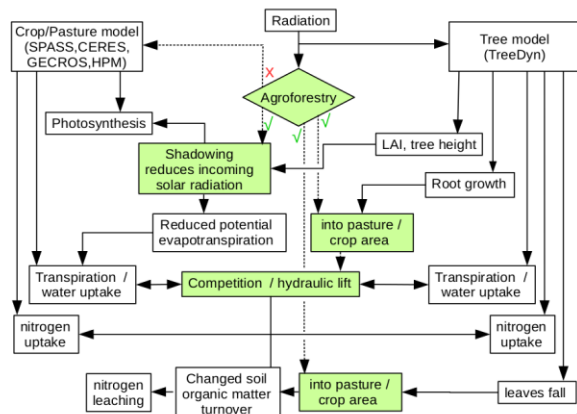 Crop/Pasture model
(SPASS,CERES,
GECROS,HPM)
Radiation
Tree model
(TreeDyn)
X
Agroforestry
√
√
√
Photosynthesis
LAI, tree height
Shadowing
reduces incoming
solar radiation
Root growth
Reduced potential
evapotranspiration
into pasture /
crop area
Transpiration /
water uptake
Competition / hydraulic lift
Transpiration /
water uptake
nitrogen
uptake
nitrogen
uptake
nitrogen
leaching
Changed soil
organic matter
turnover
into pasture /
crop area
leaves fall